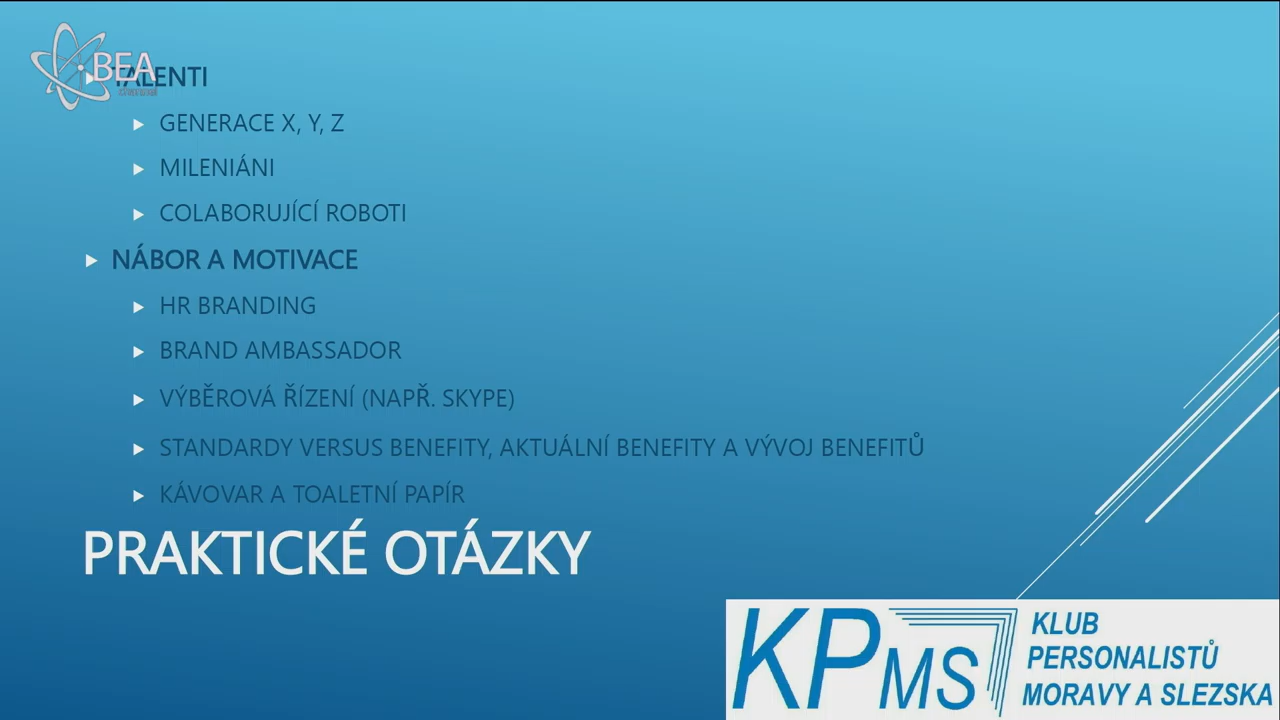 BEA
TALENTI
GENERACE X, Y, Z
MILENIÁNI
COLABORUJÍCÍ ROBOTI
NÁBOR A MOTIVACE
HR BRANDING
BRAND AMBASSADOR
VÝBĚROVÁ ŘÍZENÍ (NAPŘ. SKYPE)
STANDARDY VERSUS BENEFITY, AKTUÁLNÍ BENEFITY A VÝVOJ BENEFITŮ
KÁVOVAR A TOALETNÍ PAPÍR
PRAKTICKÉ OTÁZKY
KPMS
KLUB
PERSONALISTŮ
MORAVY A SLEZSKA